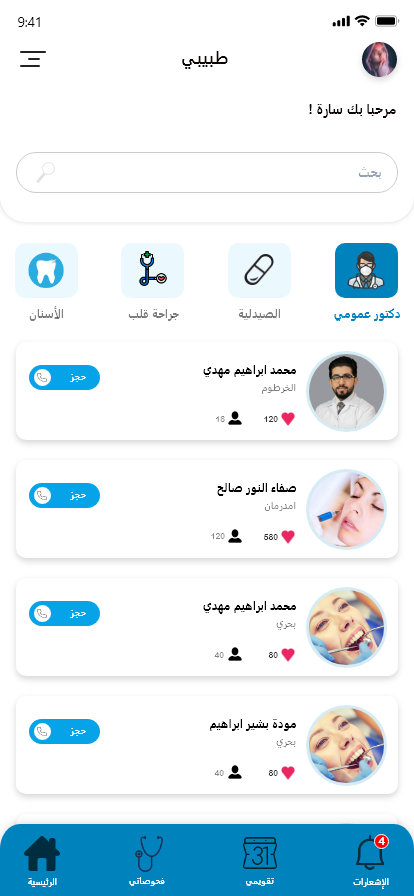 9:41
طبيبي
مرحبا بك سارة !
بحث
دكتور عمومي
الصيدلية
جراحة قلب
الأسنان
محمد ابراهيم مهدي
الخرطوم
120 16
حجز
صفاء النور صالح
امدرمان
580 120
حجز
محمد ابراهيم مهدي
بحري
80 40
حجز
مودة بشير ابراهيم
بحري
80 40
حجز
4
31
الإشعارات
تقويمي
فحوصاتي
الرئيسية